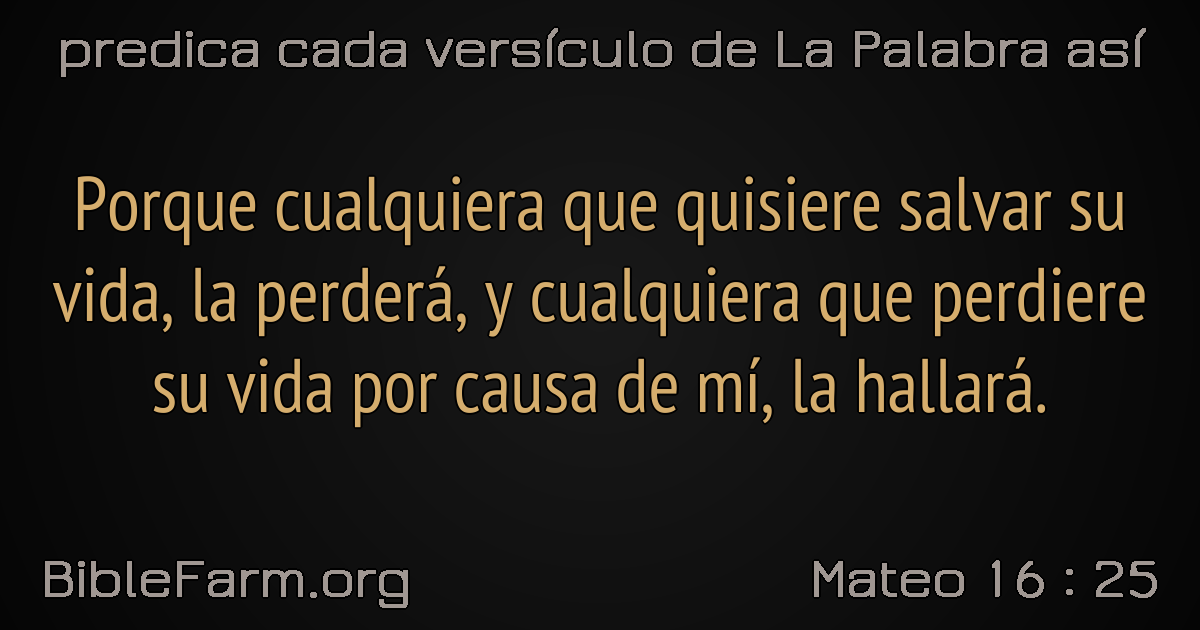 predica cada versículo de La Palabra así
Porque cualquiera que quisiere salvar su
vida, la perderá, y cualquiera que perdiere
su vida por causa de mí, la hallará.
BibleFarm.org
Mateo 16 : 25